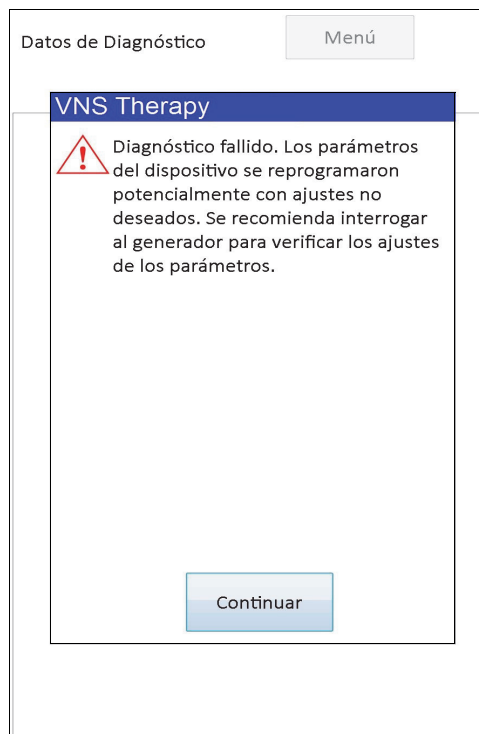 Datos de Diagnóstico
Menú
VNS Therapy
Diagnóstico fallido. Los parámetros
del dispositivo se reprogramaron
potencialmente con ajustes no
deseados. Se recomienda interrogar
al generador para verificar los ajustes
de los parámetros.
Continuar